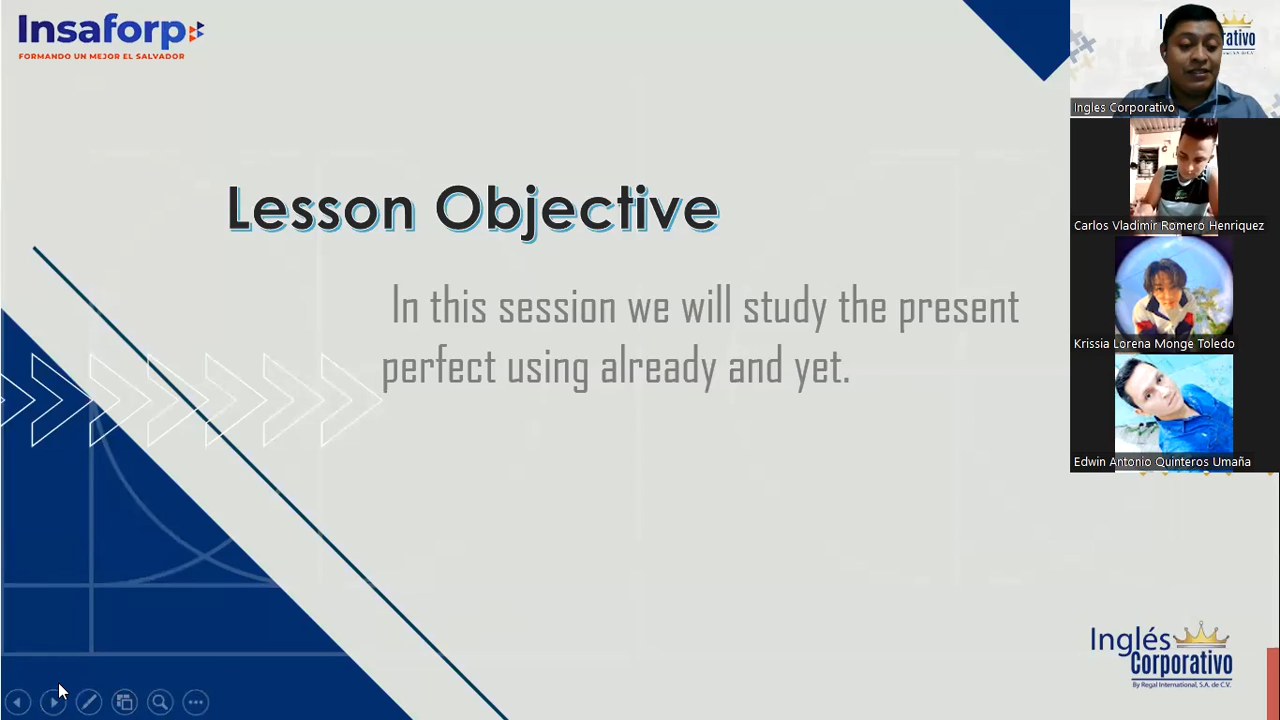 Insaforp
FORMANDO UN MEJOR EL SALVADOR
Lesson Objective
In this session we will study the present
perfect using already and yet.
Ingles Corporativo
Carlos Vladimir Romero Henriquez
Krissia Lorena Monge Toledo
Edwin Antonio Quinteros Umaña
Inglés
Corporativo
By Regal International, S.A. de C.V.